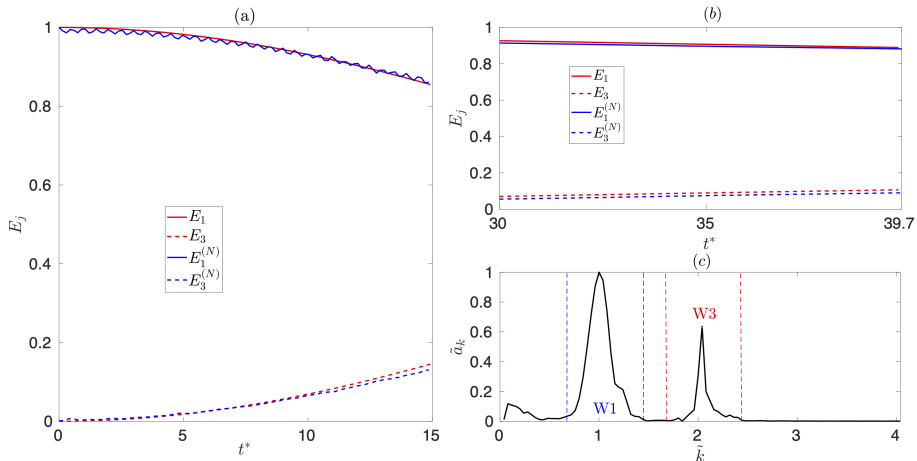 (a)
1
0.8
0.6
0.4
0.2
0
E_j
E_1
E_3
E_1^{(N)}
E_3^{(N)}
0 5 10 15
t*
(b)
1
0.8
0.6
0.4
0.2
0
E_j
E_1
E_3
E_1^{(N)}
E_3^{(N)}
30 35 39.7
t*
(c)
1
0.8
0.6
0.4
0.2
0
ã_k
W3
W1
0 1 2 3 4
k̃